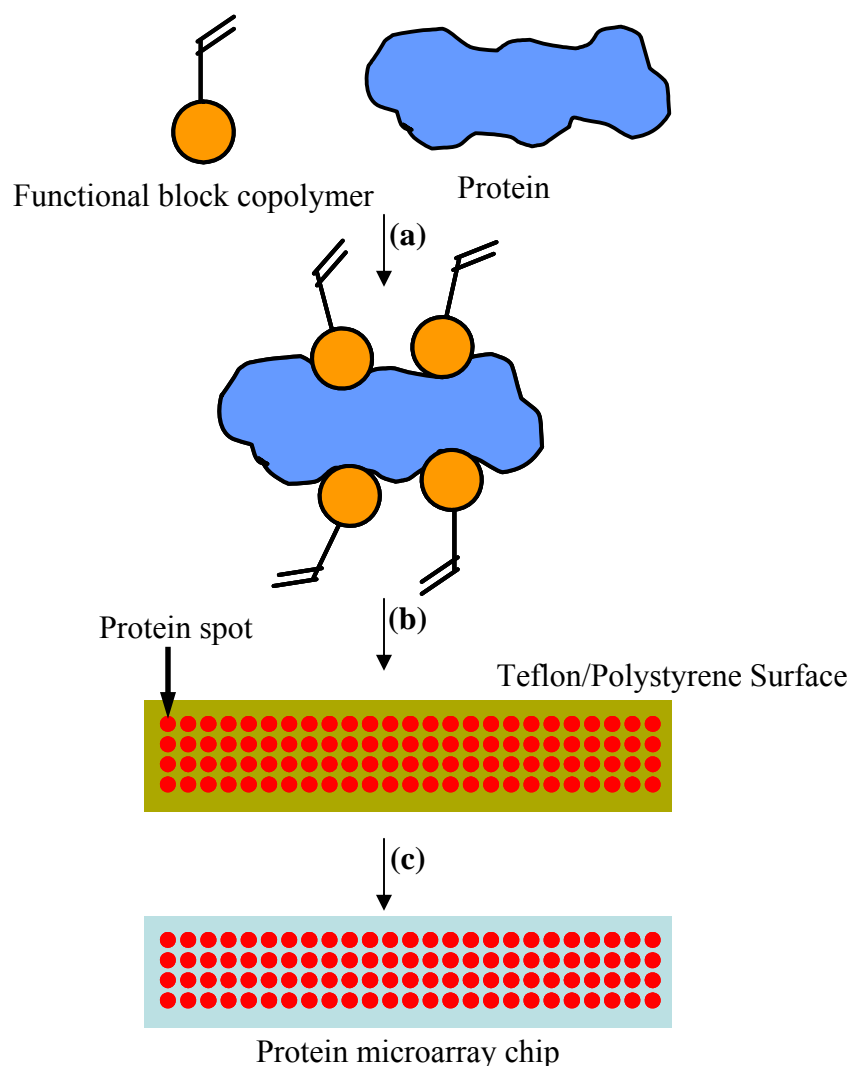 Functional block copolymer
Protein
(a)
(b)
Protein spot
Teflon/Polystyrene Surface
(c)
Protein microarray chip